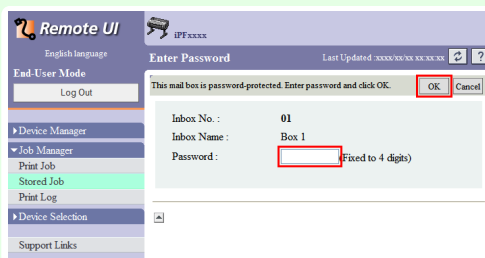 Remote UI
English language
End-User Mode
Log Out
Device Manager
Job Manager
Print Job
Stored Job
Print Log
Device Selection
Support Links
iPFxxxx
Enter Password
Last Updated :xxxx/xx/xx xx:xx:xx
?
This mail box is password-protected. Enter password and click OK.
OK Cancel
Inbox No. : 01
Inbox Name : Box 1
Password : (Fixed to 4 digits)